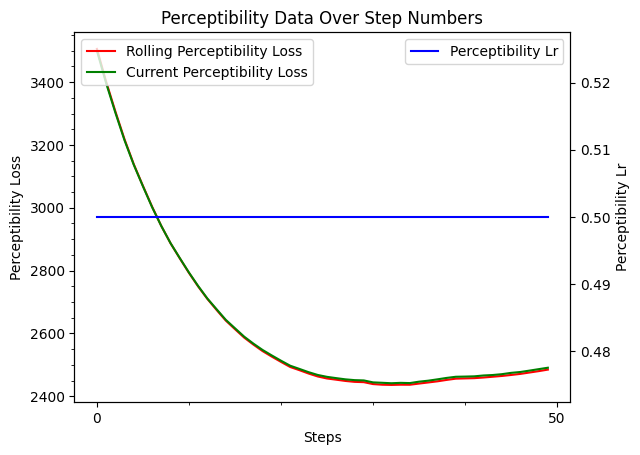 Perceptibility Data Over Step Numbers
Rolling Perceptibility Loss
Current Perceptibility Loss
Perceptibility Lr
3400
3200
3000
2800
2600
2400
Perceptibility Loss
0.52
0.51
0.50
0.49
0.48
Perceptibility Lr
0
50
Steps